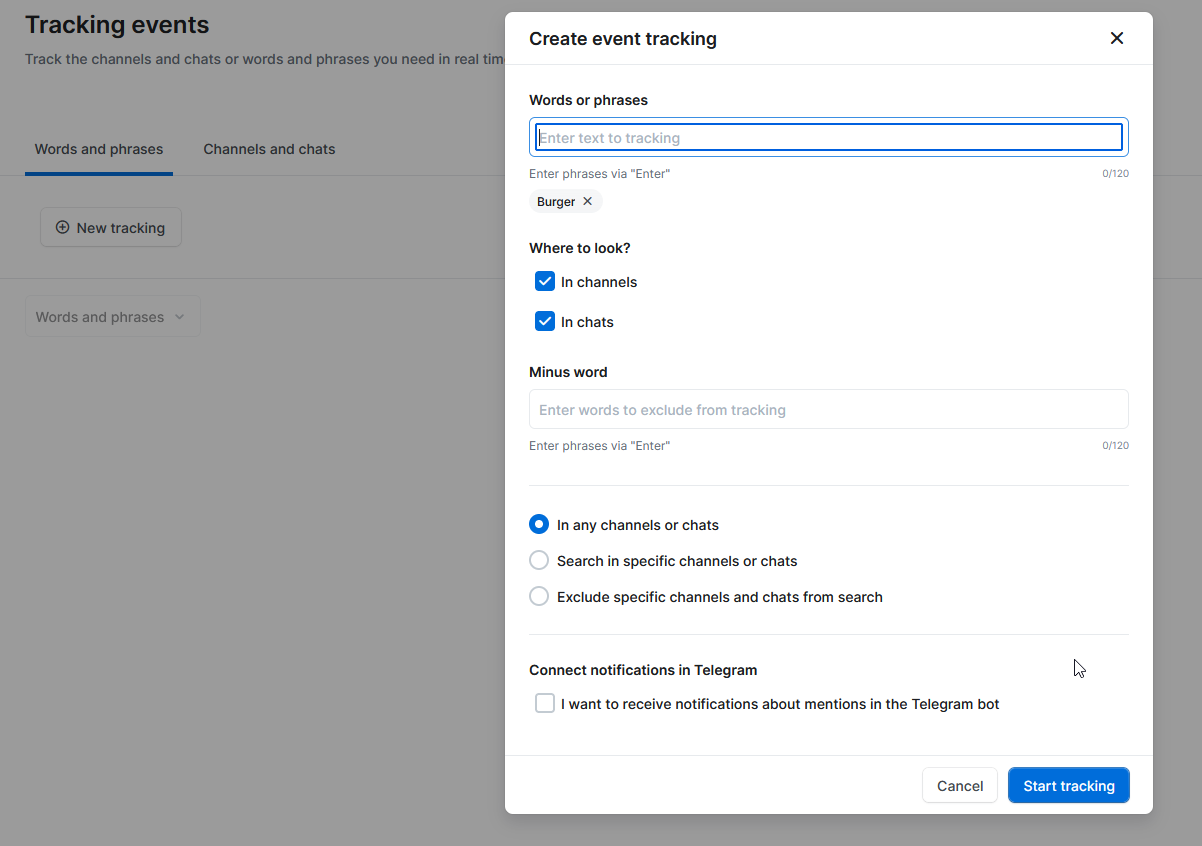 Tracking events
Track the channels and chats or words and phrases you need in real tim
Words and phrases
Channels and chats
New tracking
Words and phrases
Create event tracking
Words or phrases
Enter text to tracking
Enter phrases via "Enter"
0/120
Burger
Where to look?
In channels
In chats
Minus word
Enter words to exclude from tracking
Enter phrases via "Enter"
0/120
In any channels or chats
Search in specific channels or chats
Exclude specific channels and chats from search
Connect notifications in Telegram
I want to receive notifications about mentions in the Telegram bot
Cancel
Start tracking